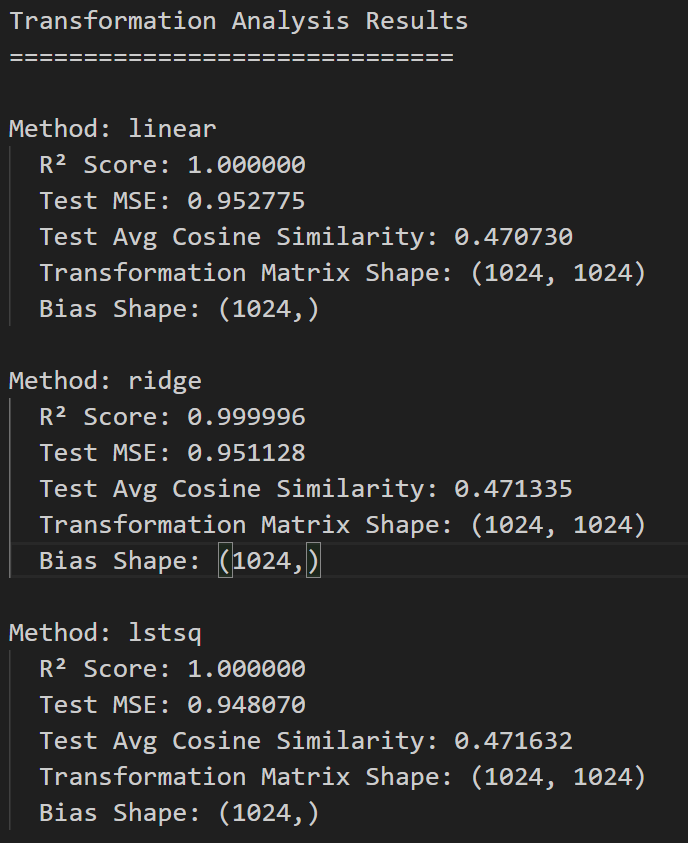 Transformation Analysis Results
==============================
Method: linear
R² Score: 1.000000
Test MSE: 0.952775
Test Avg Cosine Similarity: 0.470730
Transformation Matrix Shape: (1024, 1024)
Bias Shape: (1024,)
Method: ridge
R² Score: 0.999996
Test MSE: 0.951128
Test Avg Cosine Similarity: 0.471335
Transformation Matrix Shape: (1024, 1024)
Bias Shape: (1024,)
Method: lstsq
R² Score: 1.000000
Test MSE: 0.948070
Test Avg Cosine Similarity: 0.471632
Transformation Matrix Shape: (1024, 1024)
Bias Shape: (1024,)